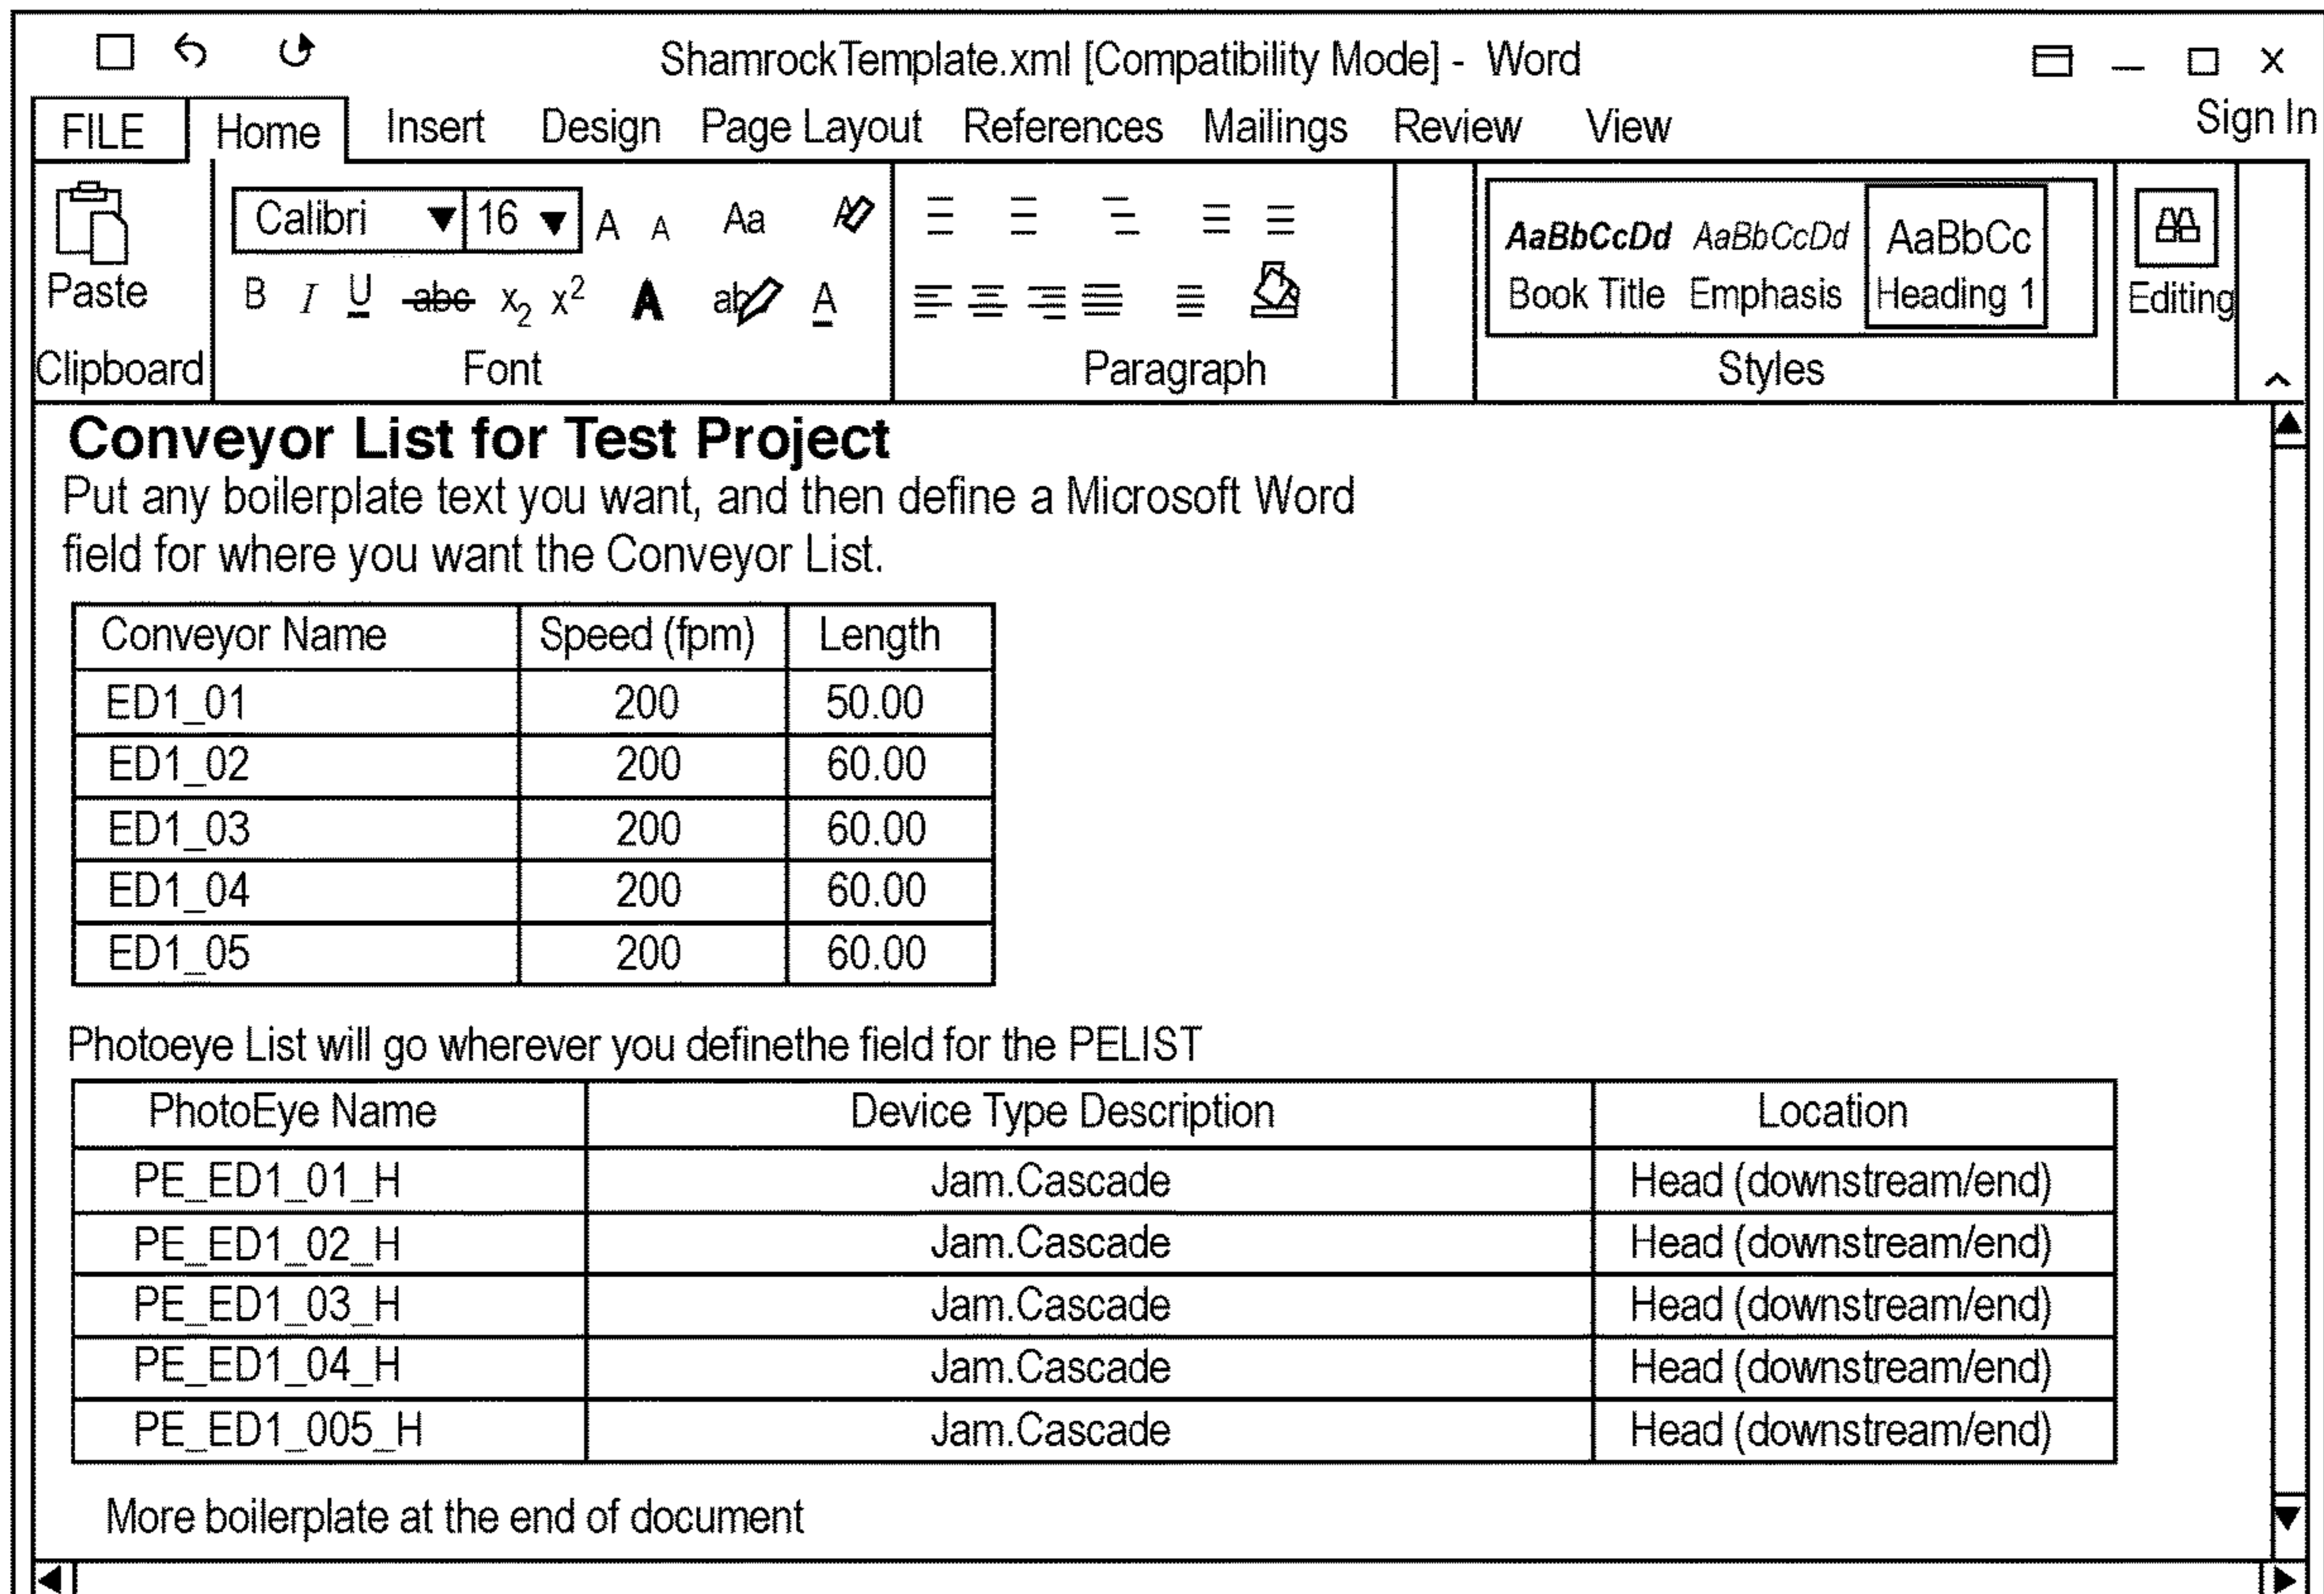 ShamrockTemplate.xml [Compatibility Mode] - Word
FILE Home Insert Design Page Layout References Mailings Review View Sign In
Calibri 16 A A Aa A
AaBbCcDd AaBbCcDd AaBbCc
Paste B I U abc x2 x2 A ab A
Book Title Emphasis Heading 1 Editing
Clipboard Font Paragraph Styles
Conveyor List for Test Project
Put any boilerplate text you want, and then define a Microsoft Word
field for where you want the Conveyor List.
Conveyor Name Speed (fpm) Length
ED1_01 200 50.00
ED1_02 200 60.00
ED1_03 200 60.00
ED1_04 200 60.00
ED1_05 200 60.00
Photoeye List will go wherever you definethe field for the PELIST
PhotoEye Name Device Type Description Location
PE_ED1_01_H Jam.Cascade Head (downstream/end)
PE_ED1_02_H Jam.Cascade Head (downstream/end)
PE_ED1_03_H Jam.Cascade Head (downstream/end)
PE_ED1_04_H Jam.Cascade Head (downstream/end)
PE_ED1_005_H Jam.Cascade Head (downstream/end)
More boilerplate at the end of document